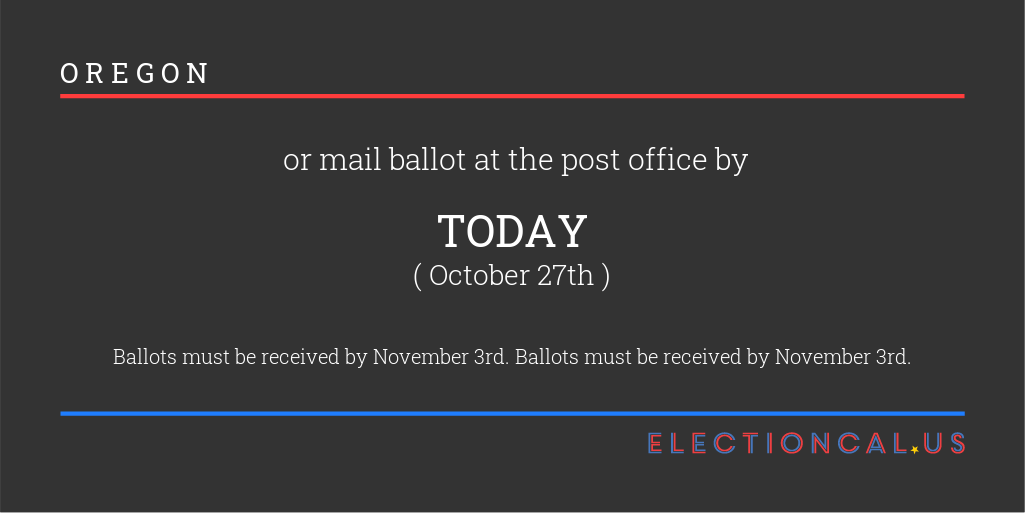 OREGON
or mail ballot at the post office by
TODAY
( October 27th )
Ballots must be received by November 3rd. Ballots must be received by November 3rd.
ELECTIONCAL.US